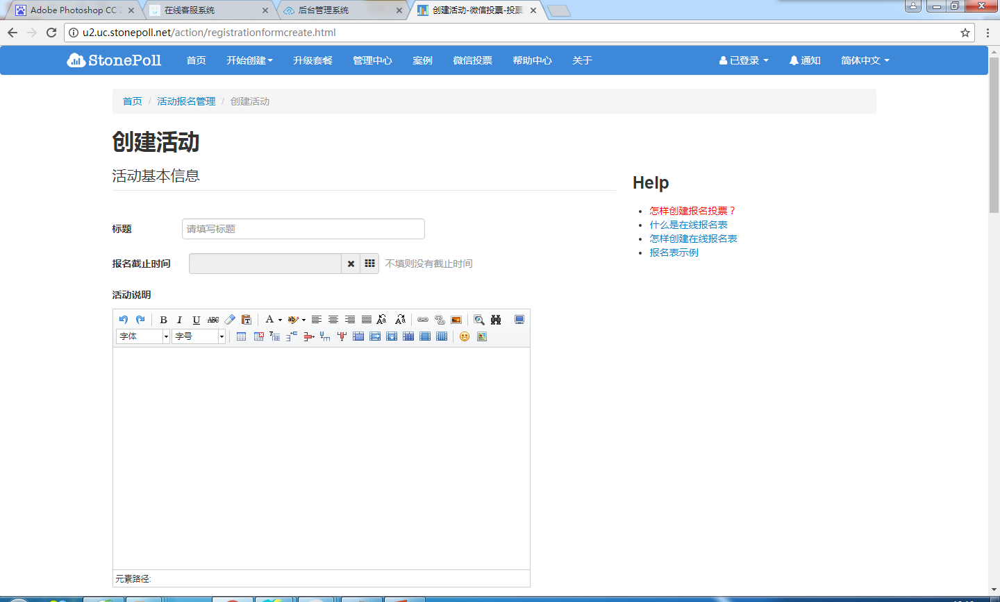 Adobe Photoshop CC
在线客服系统
后台管理系统
创建活动-微信投票-投票
u2.uc.stonepoll.net/action/registrationformcreate.html
StonePoll 首页 开始创建 升级套餐 管理中心 案例 微信投票 帮助中心 关于 已登录 通知 简体中文
首页 / 活动报名管理 / 创建活动
创建活动
活动基本信息
标题 请填写标题
报名截止时间 不填则没有截止时间
活动说明
B I U ABC A ab
字体 字号
元素路径:
Help
怎样创建报名投票？
什么是在线报名表
怎样创建在线报名表
报名表示例